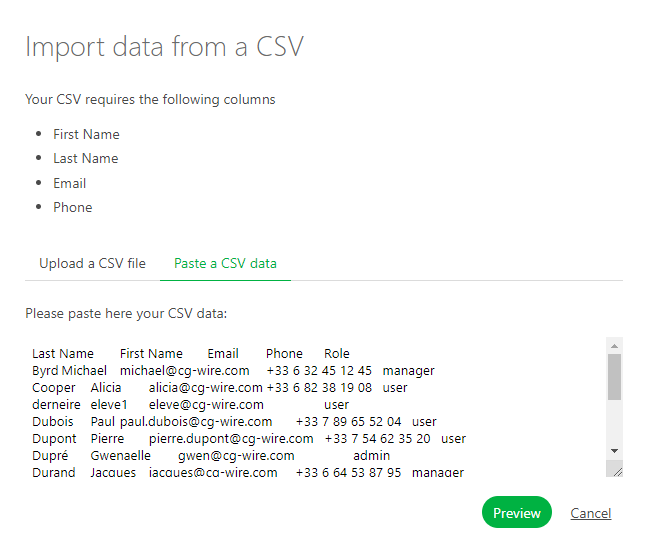 Import data from a CSV
Your CSV requires the following columns
First Name
Last Name
Email
Phone
Upload a CSV file Paste a CSV data
Please paste here your CSV data:
Last Name First Name Email Phone Role
Byrd Michael michael@cg-wire.com +33 6 32 45 12 45 manager
Cooper Alicia alicia@cg-wire.com +33 6 82 38 19 08 user
derneire eleve1 eleve@cg-wire.com user
Dubois Paul paul.dubois@cg-wire.com +33 7 89 65 52 04 user
Dupont Pierre pierre.dupont@cg-wire.com +33 7 54 62 35 20 user
Dupré Gwenaelle gwen@cg-wire.com admin
Durand Jacques jacques@cg-wire.com +33 6 64 53 87 95 manager
Preview Cancel